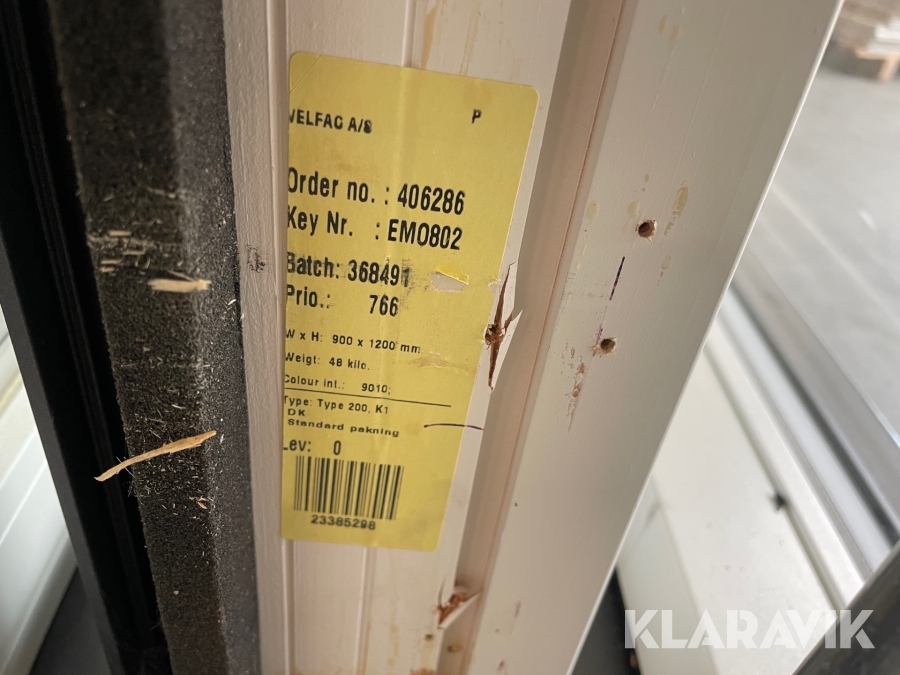 VELFAC A/S P
Order no. : 406286
Key Nr. : EM0802
Batch: 368491
Prio.: 766
W x H: 900 x 1200 mm
Weigt: 48 kilo.
Colour int.: 9010;
Type: Type 200, K1
DK
Standard pakning
Lev: 0
23385298
KLARAVIK